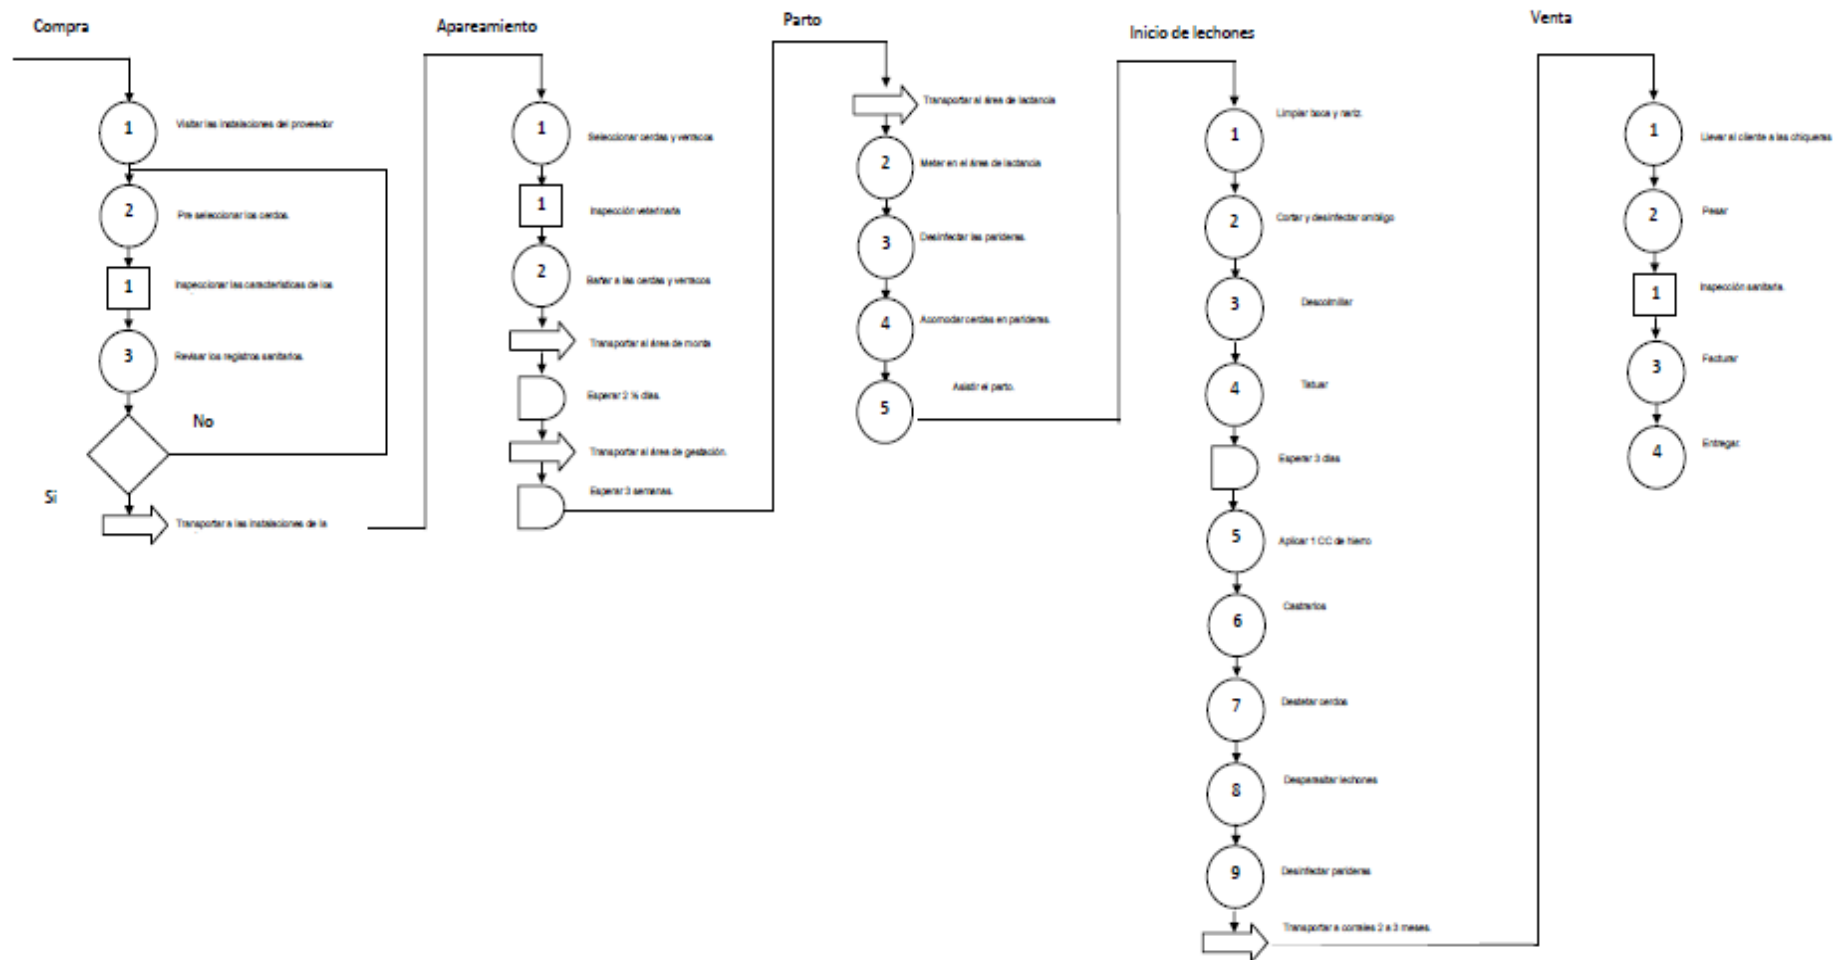 Compra
1
Visitar las instalaciones del proveedor
2
Pre seleccionar los cerdos.
1
Inspeccionar las características de los
3
Revisar los registros sanitarios.
No
Si
Transportar a las instalaciones de la
Apareamiento
1
Seleccionar cerdas y verracos
1
Inspección veterinaria
2
Bañar a las cerdas y verracos
Transportar al área de monta
Esperar 2 ½ días.
Transportar al área de gestación.
Esperar 3 semanas.
Parto
Transportar al área de lactancia
2
Meter en el área de lactancia
3
Desinfectar las parideras.
4
Acomodar cerdas en parideras.
5
Asistir el parto.
Inicio de lechones
1
Limpiar boca y nariz.
2
Cortar y desinfectar ombligo
3
Descolmillar
4
Tatuar
Esperar 3 días
5
Aplicar 1 CC de hierro
6
Castrarlos
7
Destetar cerdos
8
Desparasitar lechones
9
Desinfectar parideras
Transportar a corrales 2 a 3 meses.
Venta
1
Llevar al cliente a las chiqueras
2
Pesar
1
Inspección sanitaria.
3
Facturar
4
Entregar.